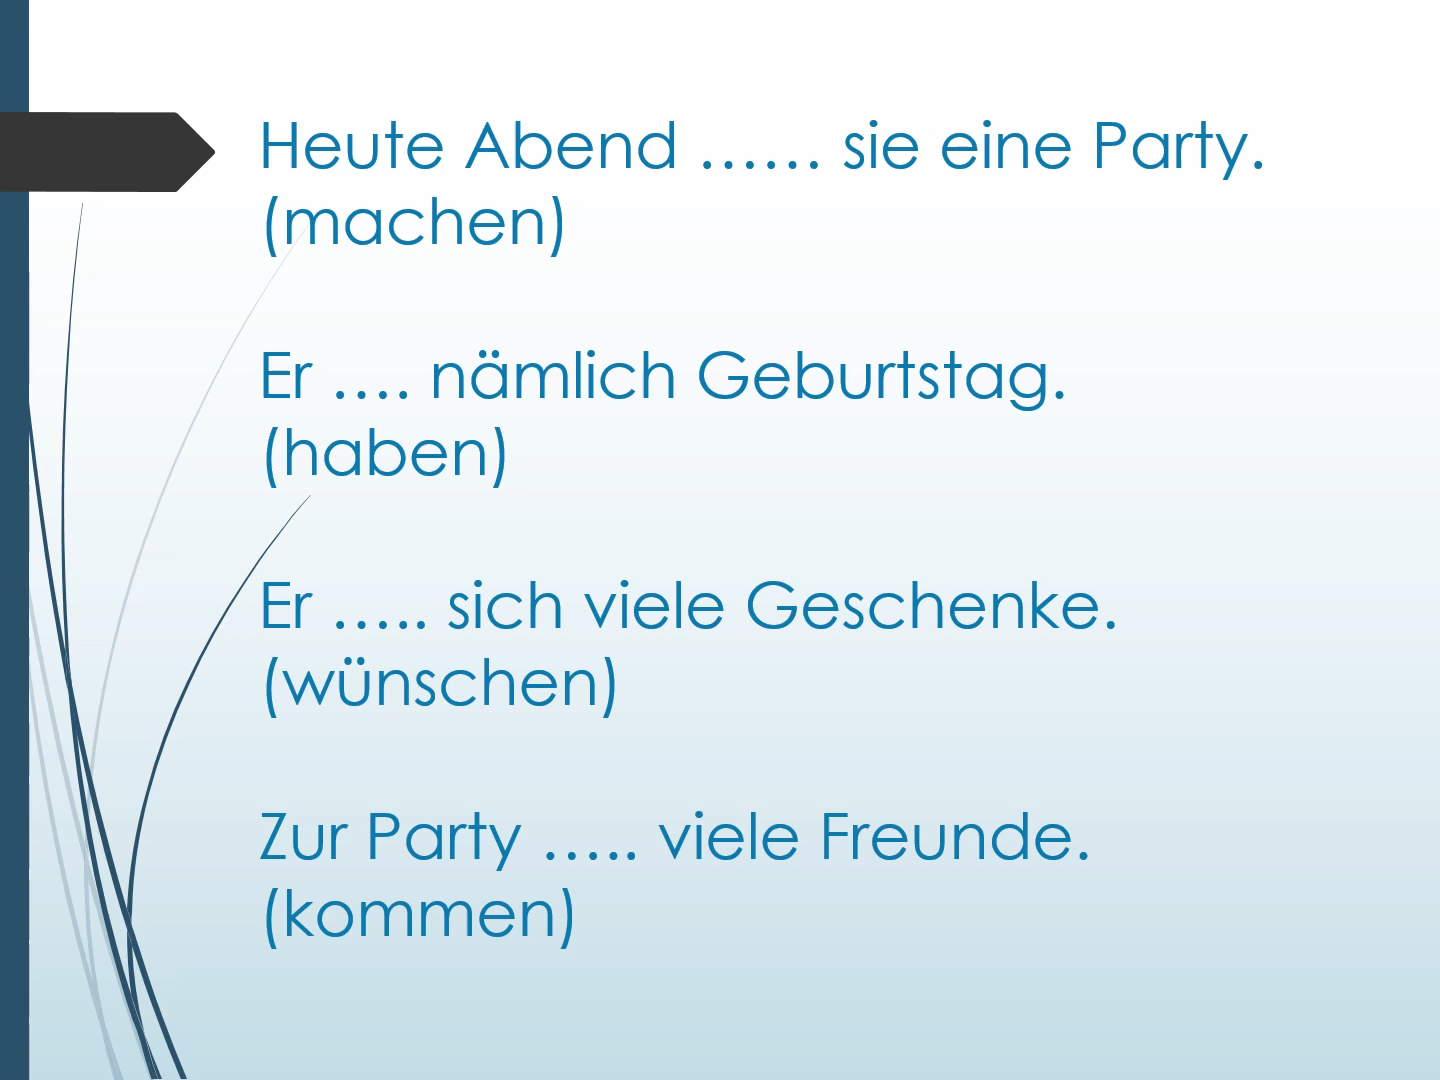 Heute Abend …… sie eine Party.
(machen)
Er …. nämlich Geburtstag.
(haben)
Er ….. sich viele Geschenke.
(wünschen)
Zur Party ….. viele Freunde.
(kommen)